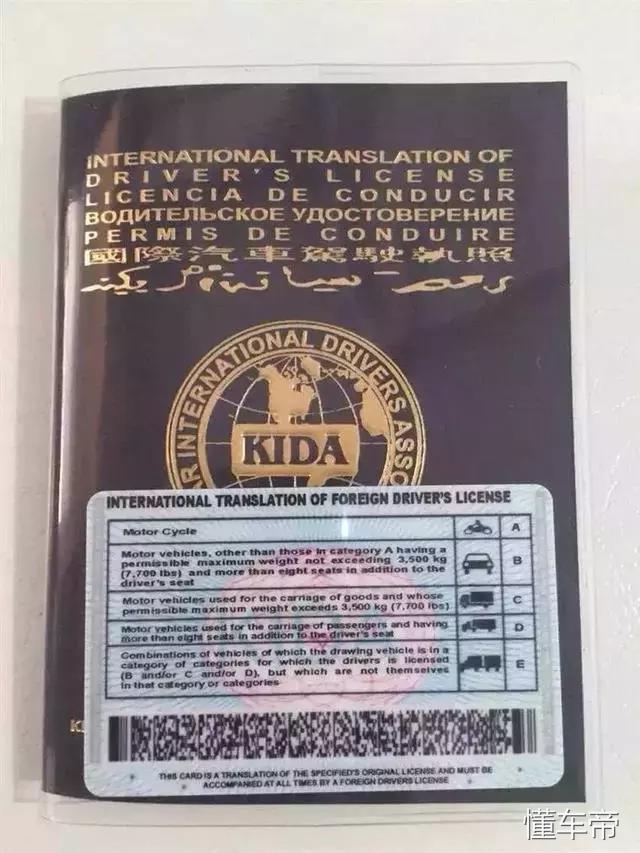 INTERNATIONAL TRANSLATION OF
DRIVER'S LICENSE
LICENCIA DE CONDUCIR
ВОДИТЕЛЬСКОЕ УДОСТОВЕРЕНИЕ
PERMIS DE CONDUIRE
國際汽車駕駛執照
INTERNATIONAL DRIVERS ASSO
KIDA
INTERNATIONAL TRANSLATION OF FOREIGN DRIVER'S LICENSE
Motor Cycle A
Motor vehicles, other than those in category A having a
permissible maximum weight not exceeding 3,500 kg
(7,700 lbs) and more than eight seats in addition to the
driver's seat B
Motor vehicles used for the carriage of goods and whose
permissible maximum weight exceeds 3,500 kg (7,700 lbs) C
Motor vehicles used for the carriage of passengers and having
more than eight seats in addition to the driver's seat D
Combinations of vehicles of which the drawing vehicle is in a
category of categories for which the drivers is licensed
(B and/or C and/or D), but which are not themselves
in that category or categories E
THIS CARD IS A TRANSLATION OF THE SPECIFIED'S ORIGINAL LICENSE AND MUST BE
ACCOMPANIED AT ALL TIMES BY A FOREIGN DRIVERS LICENSE
懂车帝